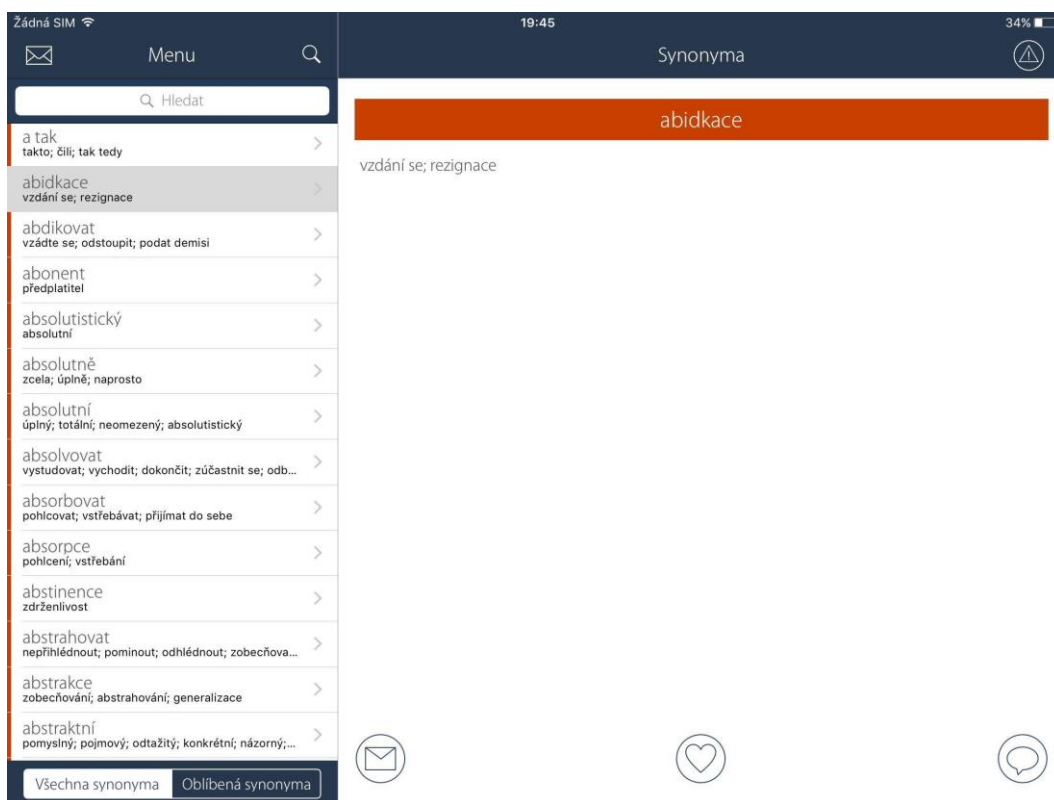 Žádná SIM
19:45
34%
Menu
Synonyma
Hledat
a tak
takto; čili; tak tedy
abidkace
vzdání se; rezignace
abdikovat
vzádte se; odstoupit; podat demisi
abonent
předplatitel
absolutistický
absolutní
absolutně
zcela; úplně; naprosto
absolutní
úplný; totální; neomezený; absolutistický
absolvovat
vystudovat; vychodit; dokončit; zúčastnit se; odb...
absorbovat
pohlcovat; vstřebávat; přijímat do sebe
absorpce
pohlcení; vstřebání
abstinence
zdrženlivost
abstrahovat
nepřihlédnout; pominout; odhlédnout; zobecňova...
abstrakce
zobecňování; abstrahování; generalizace
abstraktní
pomyslný; pojmový; odtažitý; konkrétní; názorný;...
Všechna synonyma
Oblíbená synonyma
abidkace
vzdání se; rezignace